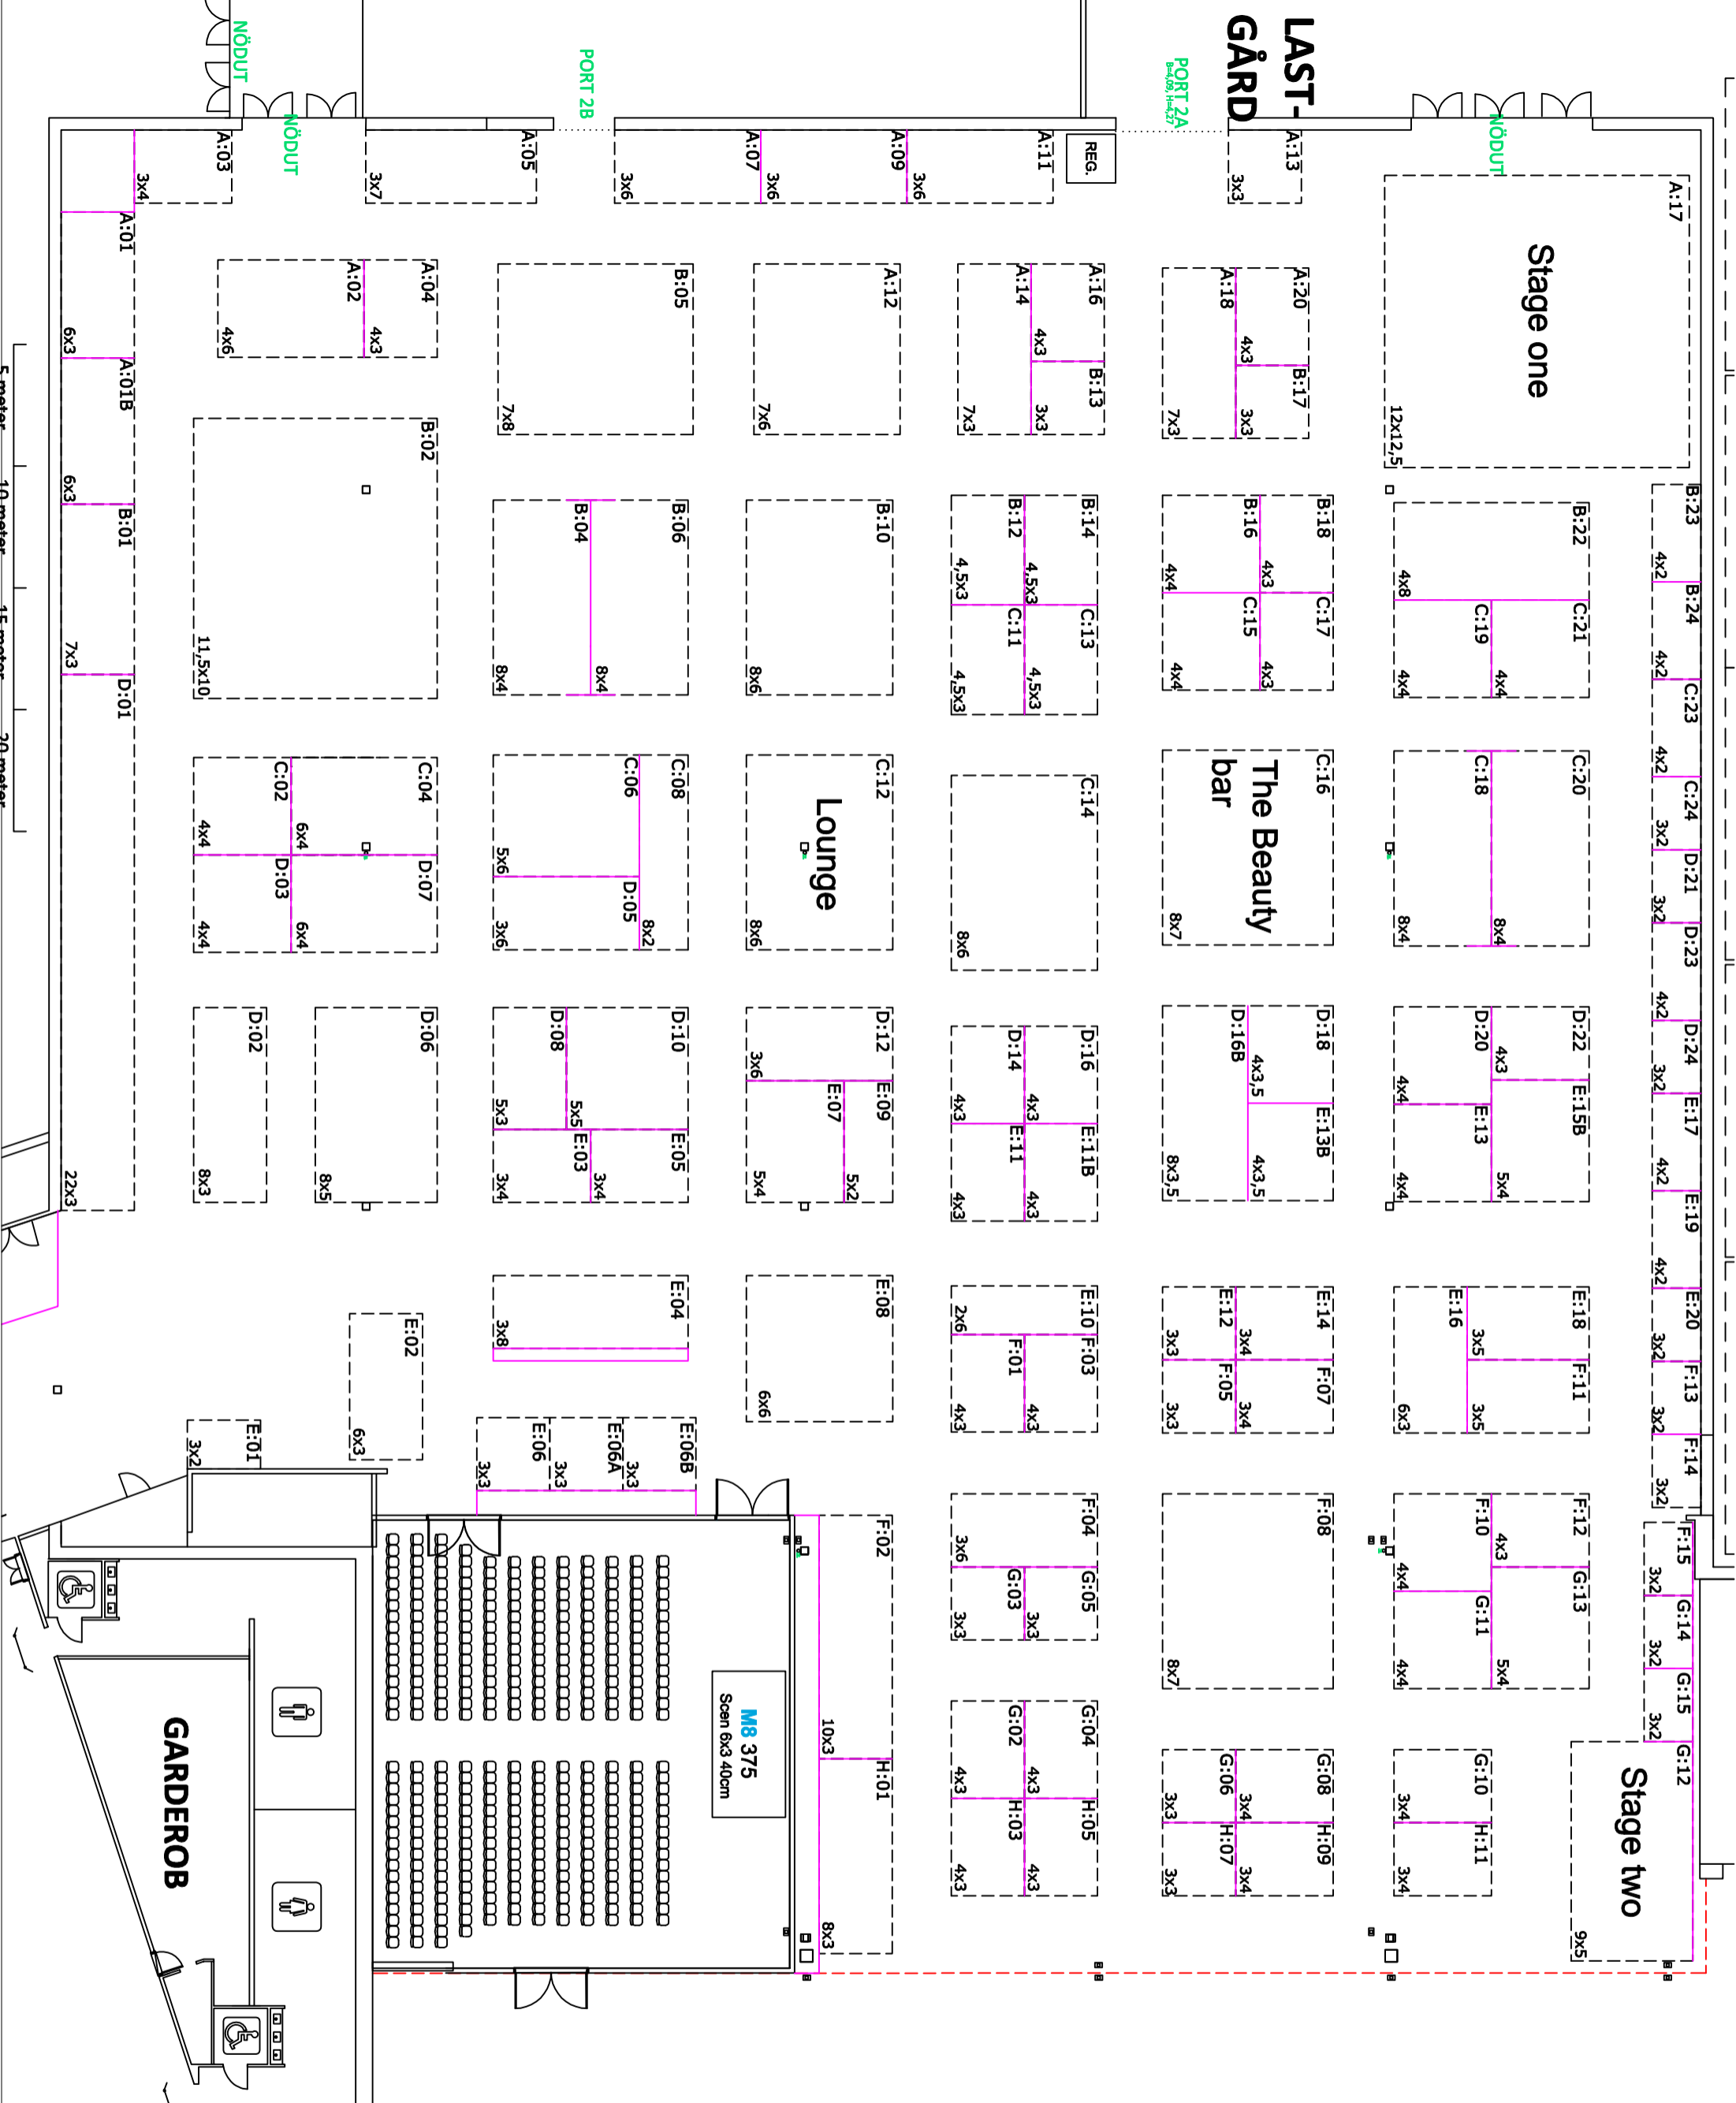 LAST-
GÅRD
NÖDUT
NÖDUT
PORT 2B
PORT 2A
B=4,09, H=4,27
NÖDUT
REG.
A:03
3x4
A:05
3x7
A:07
3x6
A:09
3x6
A:11
3x6
A:13
3x3
A:17
Stage one
12x12,5
A:01
6x3
A:01B
6x3
B:01
7x3
D:01
22x3
A:02
4x6
A:04
4x3
B:05
7x8
A:12
7x6
A:14
7x3
A:16
4x3
B:13
3x3
A:18
7x3
A:20
4x3
B:17
3x3
B:02
11,5x10
B:04
8x4
B:06
8x4
B:10
8x6
B:12
4,5x3
B:14
4,5x3
C:11
4,5x3
C:13
4,5x3
B:16
4x4
B:18
4x3
C:15
4x4
C:17
4x3
B:22
4x8
C:19
4x4
C:21
4x4
B:23
4x2
B:24
4x2
C:23
4x2
C:24
3x2
D:21
3x2
D:23
4x2
D:24
3x2
E:17
4x2
E:19
4x2
E:20
3x2
F:13
3x2
F:14
3x2
F:15
3x2
G:14
3x2
G:15
3x2
G:12
Stage two
9x5
C:02
4x4
C:04
6x4
D:03
4x4
D:07
6x4
C:06
5x6
C:08
8x2
D:05
3x6
C:12
Lounge
8x6
C:14
8x6
C:16
The Beauty
bar
8x7
C:18
8x4
C:20
8x4
D:02
8x3
D:06
8x5
D:08
5x3
D:10
5x5
E:03
3x4
E:05
3x4
D:12
3x6
E:07
5x4
E:09
5x2
D:14
4x3
D:16
4x3
E:11
4x3
E:11B
4x3
D:16B
8x3,5
D:18
4x3,5
E:13B
4x3,5
D:20
4x4
D:22
4x3
E:13
4x4
E:15B
5x4
E:01
3x2
E:02
6x3
E:04
3x8
E:06
3x3
E:06A
3x3
E:06B
3x3
E:08
6x6
E:10
2x6
F:01
4x3
F:03
4x3
E:12
3x3
E:14
3x4
F:05
3x3
F:07
3x4
E:16
6x3
E:18
3x5
F:11
3x5
F:02
10x3
H:01
8x3
F:04
3x6
G:03
3x3
G:05
3x3
F:08
8x7
F:10
4x4
F:12
4x3
G:11
4x4
G:13
5x4
G:02
4x3
G:04
4x3
H:03
4x3
H:05
4x3
G:06
3x3
G:08
3x4
H:07
3x3
H:09
3x4
G:10
3x4
H:11
3x4
M8 375
Scen 6x3 40cm
GARDEROB
5 meter
10 meter
15 meter
20 meter